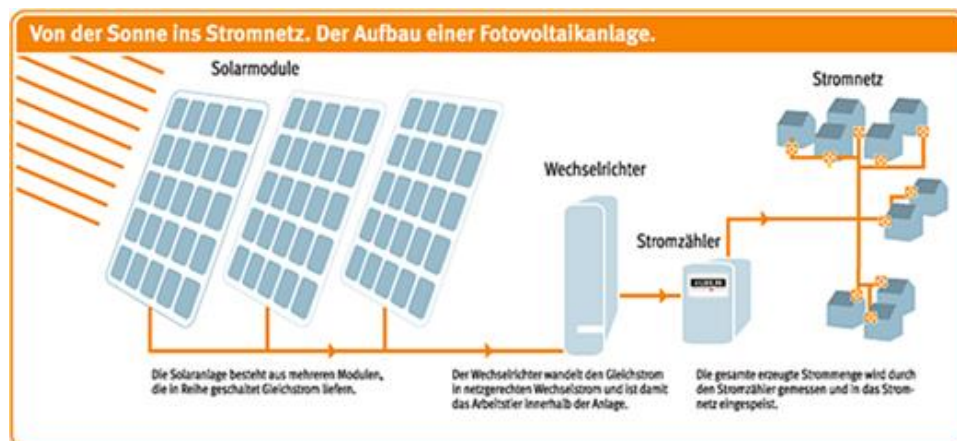 Von der Sonne ins Stromnetz. Der Aufbau einer Fotovoltaikanlage.
Solarmodule
Stromnetz
Wechselrichter
Stromzähler
Die Solaranlage besteht aus mehreren Modulen,
die in Reihe geschaltet Gleichstrom liefern.
Der Wechselrichter wandelt den Gleichstrom
in netzgerechten Wechselstrom und ist damit
das Arbeitstier innerhalb der Anlage.
Die gesamte erzeugte Strommenge wird durch
den Stromzähler gemessen und in das Strom-
netz eingespeist.